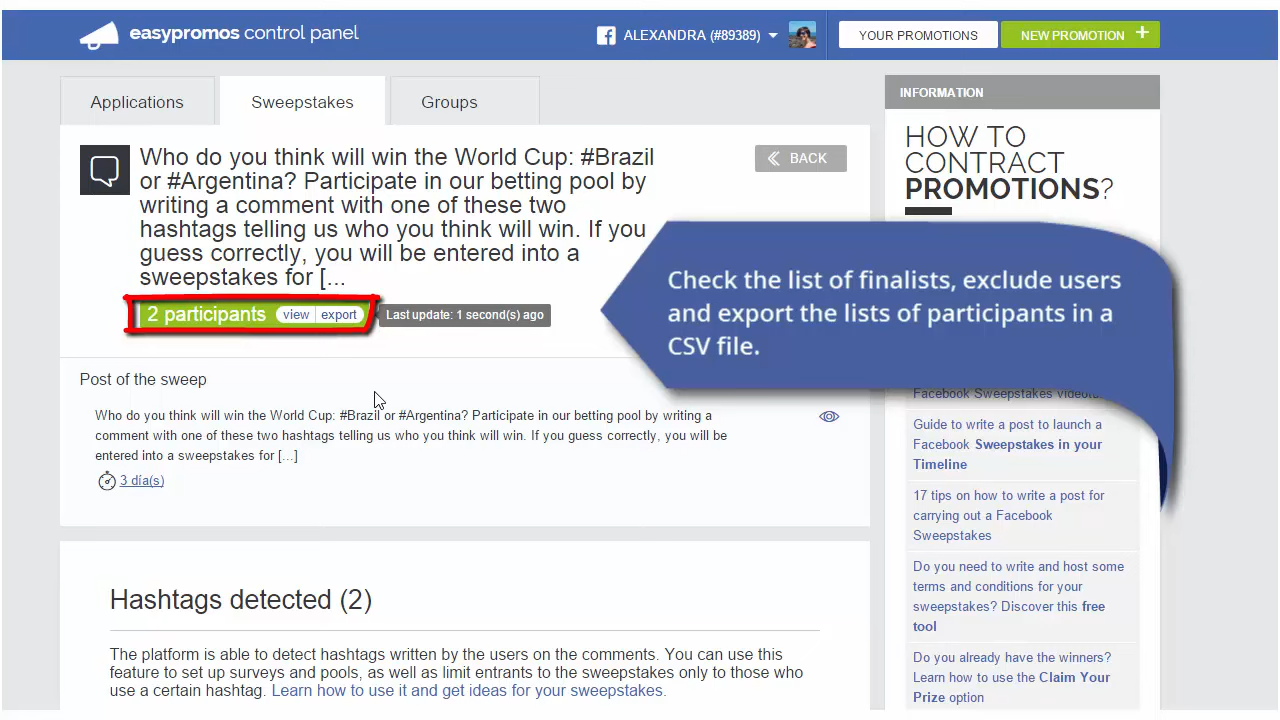 easypromos control panel
ALEXANDRA (#89389)
YOUR PROMOTIONS
NEW PROMOTION +
Applications
Sweepstakes
Groups
Who do you think will win the World Cup: #Brazil
or #Argentina? Participate in our betting pool by
writing a comment with one of these two
hashtags telling us who you think will win. If you
guess correctly, you will be entered into a
sweepstakes for [...
BACK
2 participants view export
Last update: 1 second(s) ago
Post of the sweep
Who do you think will win the World Cup: #Brazil or #Argentina? Participate in our betting pool by writing a
comment with one of these two hashtags telling us who you think will win. If you guess correctly, you will be
entered into a sweepstakes for [...]
3 día(s)
Hashtags detected (2)
The platform is able to detect hashtags written by the users on the comments. You can use this
feature to set up surveys and pools, as well as limit entrants to the sweepstakes only to those who
use a certain hashtag. Learn how to use it and get ideas for your sweepstakes.
INFORMATION
HOW TO
CONTRACT
PROMOTIONS?
Check the list of finalists, exclude users
and export the lists of participants in a
CSV file.
Facebook Sweepstakes
Guide to write a post to launch a
Facebook Sweepstakes in your
Timeline
17 tips on how to write a post for
carrying out a Facebook
Sweepstakes
Do you need to write and host some
terms and conditions for your
sweepstakes? Discover this free
tool
Do you already have the winners?
Learn how to use the Claim Your
Prize option